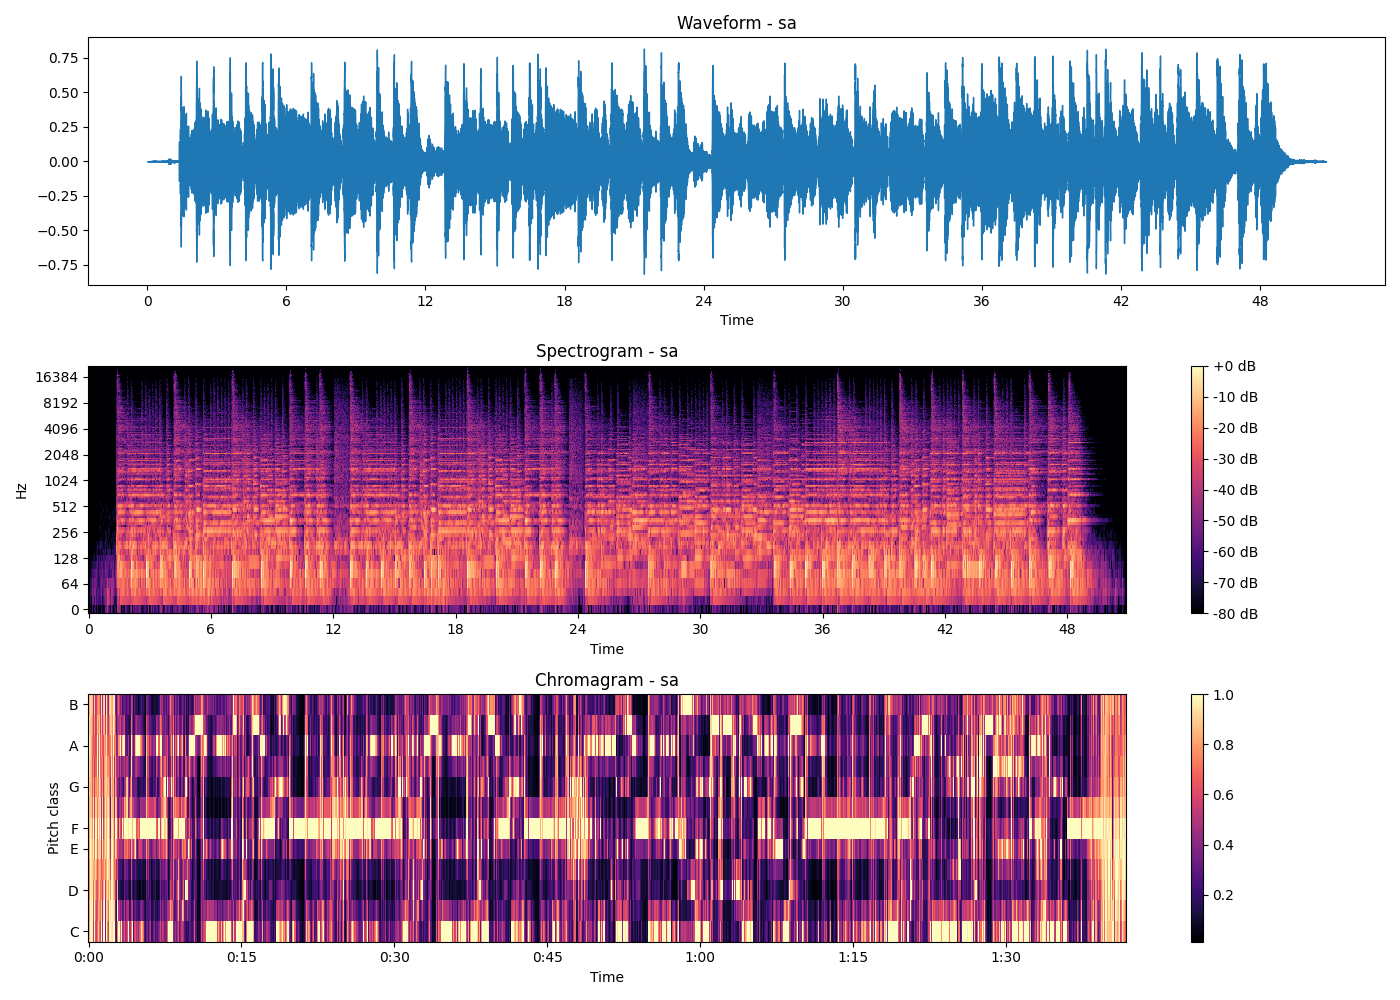 Waveform - sa
0.75
0.50
0.25
0.00
−0.25
−0.50
−0.75
0 6 12 18 24 30 36 42 48
Time
Spectrogram - sa
Hz
16384
8192
4096
2048
1024
512
256
128
64
0
0 6 12 18 24 30 36 42 48
Time
+0 dB
-10 dB
-20 dB
-30 dB
-40 dB
-50 dB
-60 dB
-70 dB
-80 dB
Chromagram - sa
Pitch class
B
A
G
F
E
D
C
0:00 0:15 0:30 0:45 1:00 1:15 1:30
Time
1.0
0.8
0.6
0.4
0.2